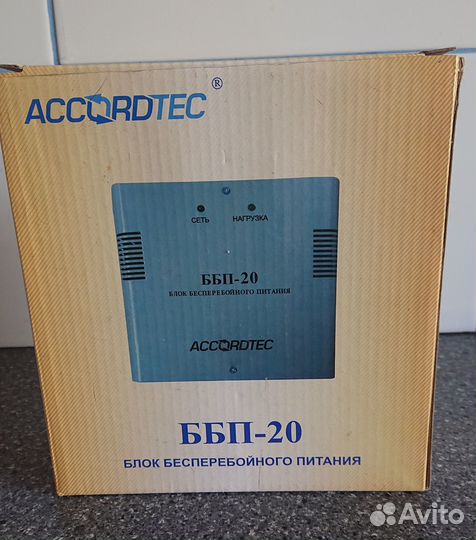 ACCORDTEC ®
СЕТЬ НАГРУЗКА
ББП-20
БЛОК БЕСПЕРЕБОЙНОГО ПИТАНИЯ
ACCORDTEC
ББП-20
БЛОК БЕСПЕРЕБОЙНОГО ПИТАНИЯ
Avito